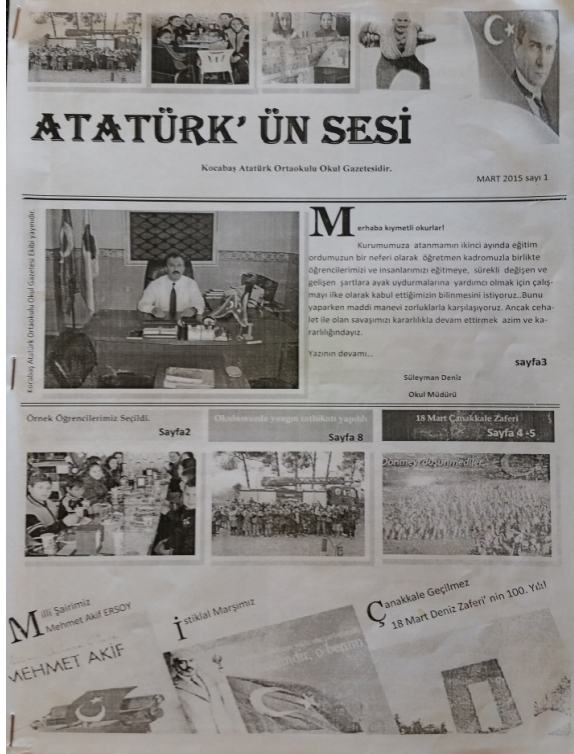 ATATÜRK' ÜN SESİ
Kocabaş Atatürk Ortaokulu Okul Gazetesidir.
MART 2015 sayı 1
Kocabaş Atatürk Ortaokulu Okul Gazetesi Ekibi yayınıdır.
Merhaba kıymetli okurlar!
Kurumumuza atanmamın ikinci ayında eğitim
ordumuzun bir neferi olarak öğretmen kadromuzla birlikte
öğrencilerimizi ve insanlarımızı eğitmeye, sürekli değişen ve
gelişen şartlara ayak uydurmalarına yardımcı olmak için çalış-
mayı ilke olarak kabul ettiğimizin bilinmesini istiyoruz..Bunu
yaparken maddi manevi zorluklarla karşılaşıyoruz. Ancak ceha-
let ile olan savaşımızı kararlılıkla devam ettirmek azim ve ka-
rarlılığındayız.
Yazının devamı...
sayfa3
Süleyman Deniz
Okul Müdürü
Örnek Öğrencilerimiz Seçildi.
Sayfa2
Okulumuzda yangın tatbikatı yapıldı
Sayfa 8
18 Mart Çanakkale Zaferi
Sayfa 4 -5
Dönmeyi düşünmediler
Milli Şairimiz
Mehmet Akif ERSOY
MEHMET AKİF
İstiklal Marşımız
o benim
Çanakkale Geçilmez
18 Mart Deniz Zaferi' nin 100. Yılı!